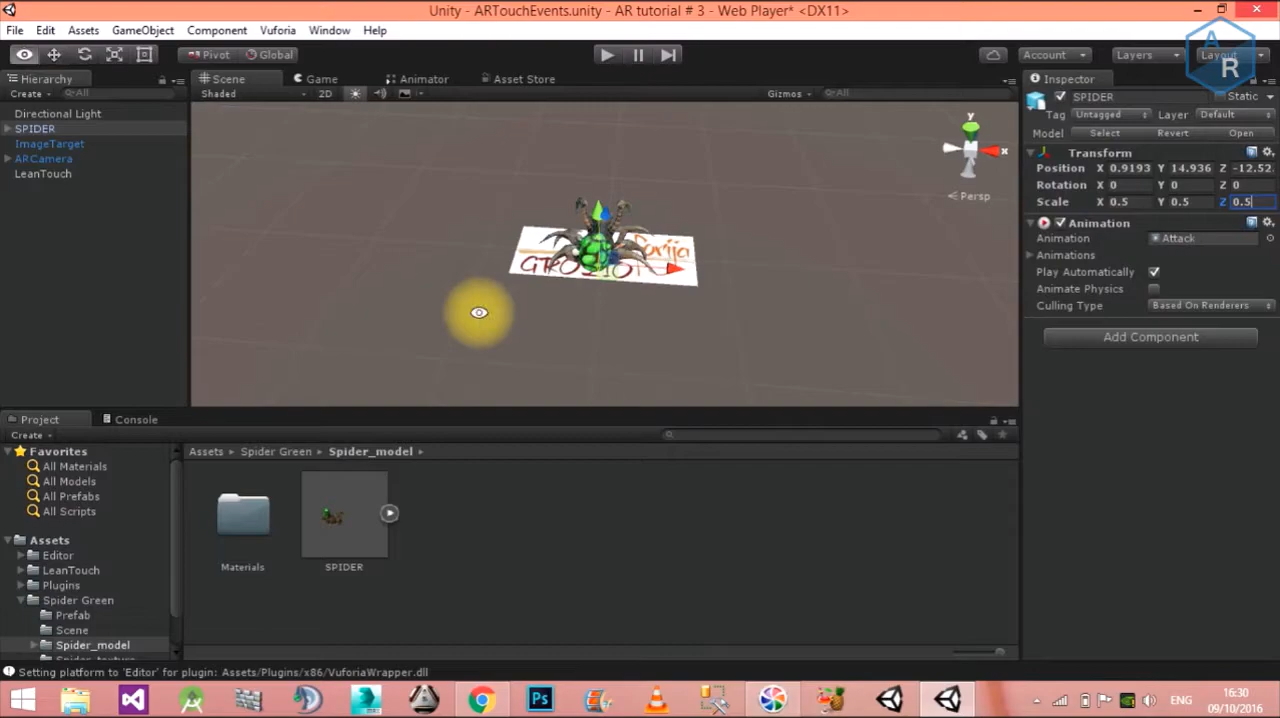 Unity - ARTouchEvents.unity - AR tutorial # 3 - Web Player* <DX11>
File Edit Assets GameObject Component Vuforia Window Help
A R
Pivot Global Account Layers Layout
Hierarchy Scene Game Animator Asset Store Inspector
Create All Shaded 2D Gizmos All
SPIDER Static
Tag Untagged Layer Default
Model Select Revert Open
Directional Light
SPIDER
ImageTarget
ARCamera
LeanTouch
y
x
Persp
Transform
Position X 0.9193 Y 14.936 Z -12.52
Rotation X 0 Y 0 Z 0
Scale X 0.5 Y 0.5 Z 0.5
Animation
Animation Attack
Animations
Play Automatically
Animate Physics
Culling Type Based On Renderers
Add Component
Project Console
Create
Favorites
All Materials
All Models
All Prefabs
All Scripts
Assets
Editor
LeanTouch
Plugins
Spider Green
Prefab
Scene
Spider_model
Spider_texture
Assets Spider Green Spider_model
Materials SPIDER
Setting platform to 'Editor' for plugin: Assets/Plugins/x86/VuforiaWrapper.dll
Ps
ENG 16:30
09/10/2016